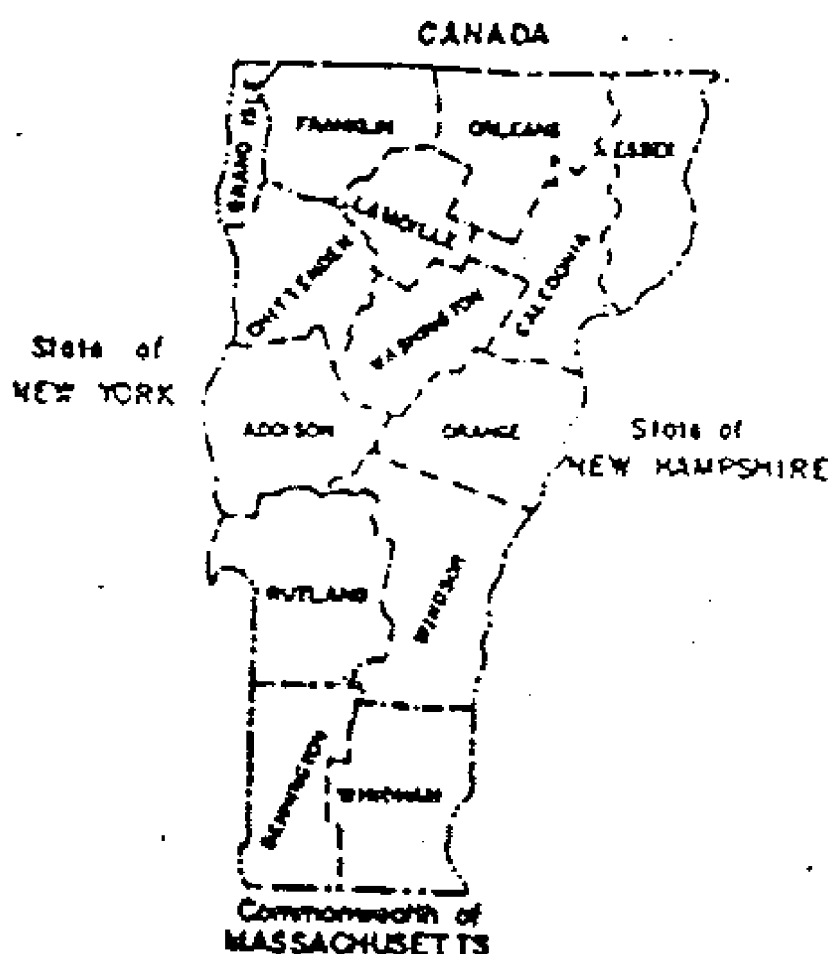 CANADA
GRAND ISLE
FRANKLIN
ORLEANS
ESSEX
LAMOILLE
CHITTENDEN
WASHINGTON
CALEDONIA
State of
NEW YORK
ADDISON
ORANGE
State of
NEW HAMPSHIRE
RUTLAND
WINDSOR
BENNINGTON
WINDHAM
Commonwealth of
MASSACHUSETTS